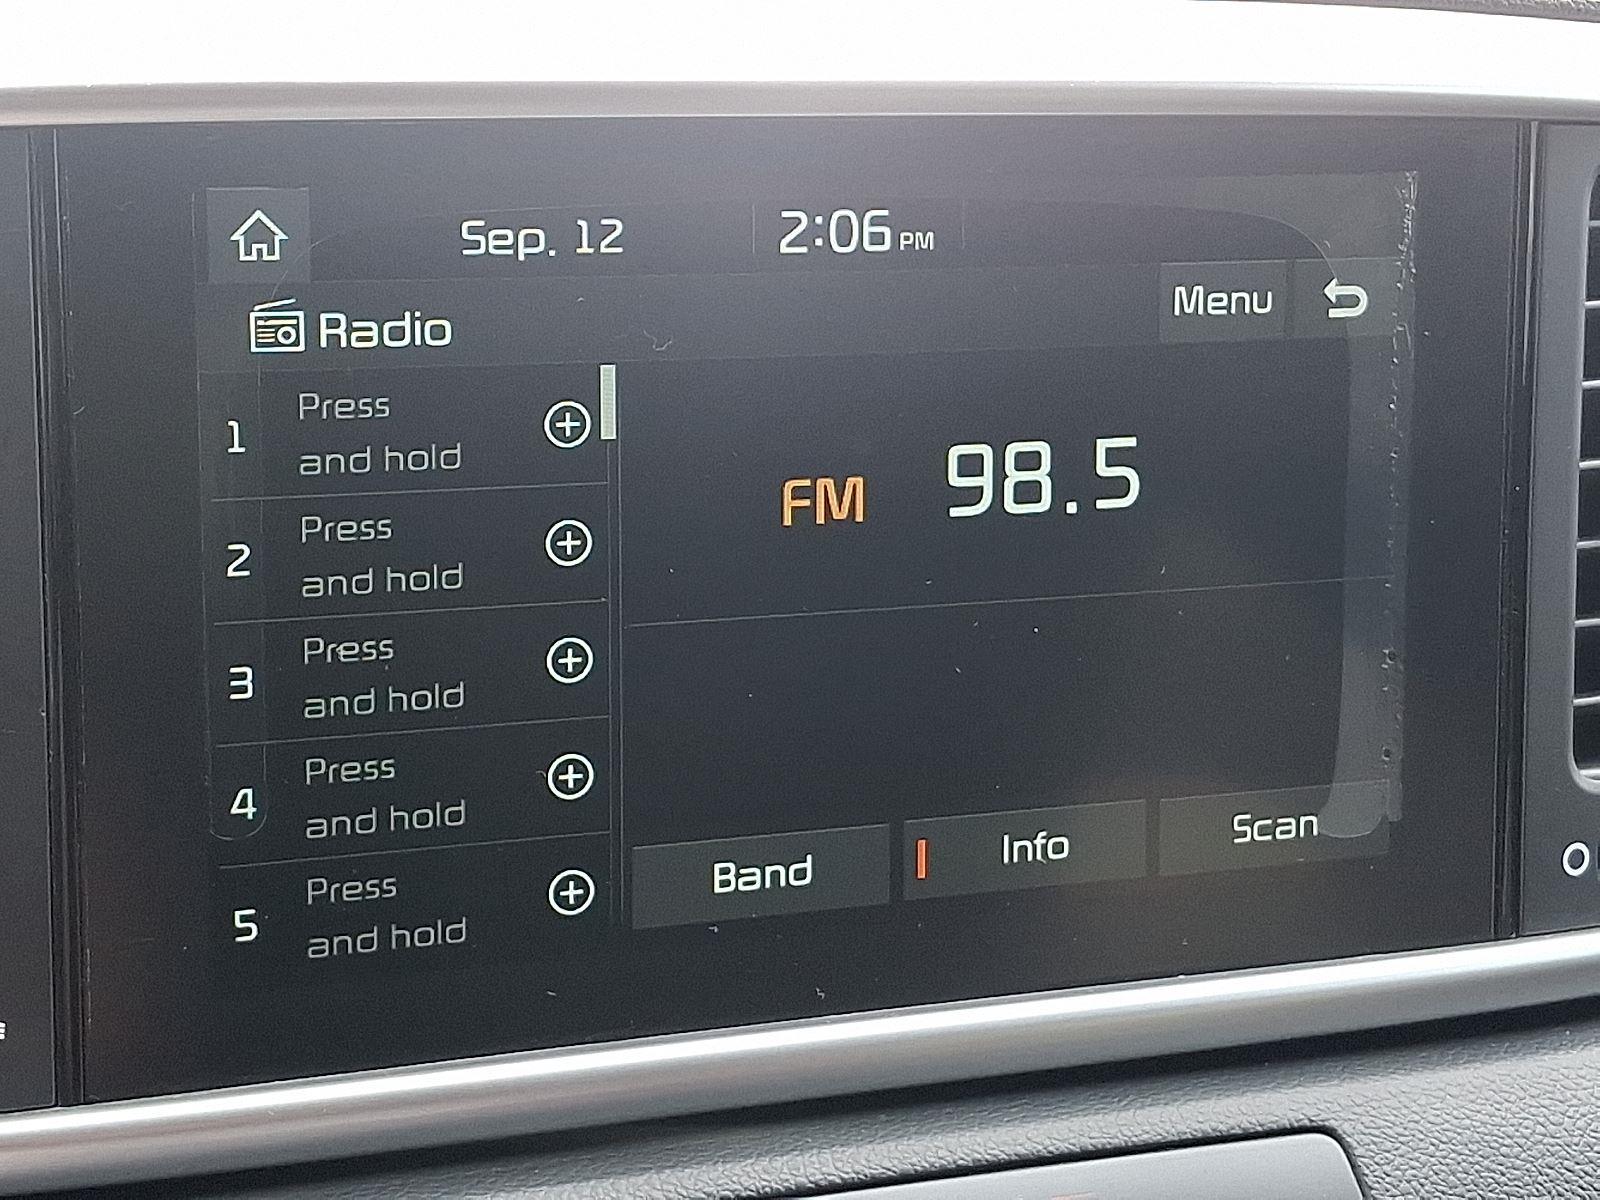 Sep. 12
2:06 PM
Radio
Menu
1
Press
and hold
2
Press
and hold
3
Press
and hold
4
Press
and hold
5
Press
and hold
FM 98.5
Band
Info
Scan